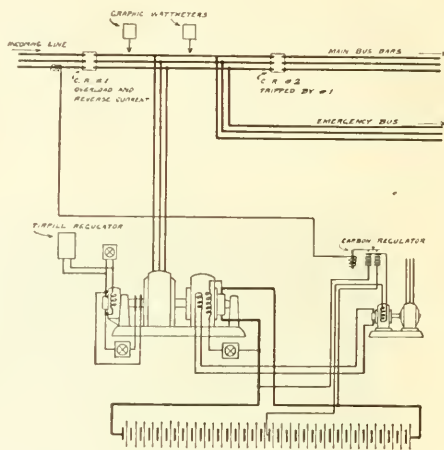 GRAPHIC WATTMETERS
INCOMING LINE
MAIN BUS BARS
C.R. #1
OVERLOAD AND
REVERSE CURRENT
C.R. #2
TRIPPED BY #1
EMERGENCY BUS
TIRRILL REGULATOR
CARBON REGULATOR